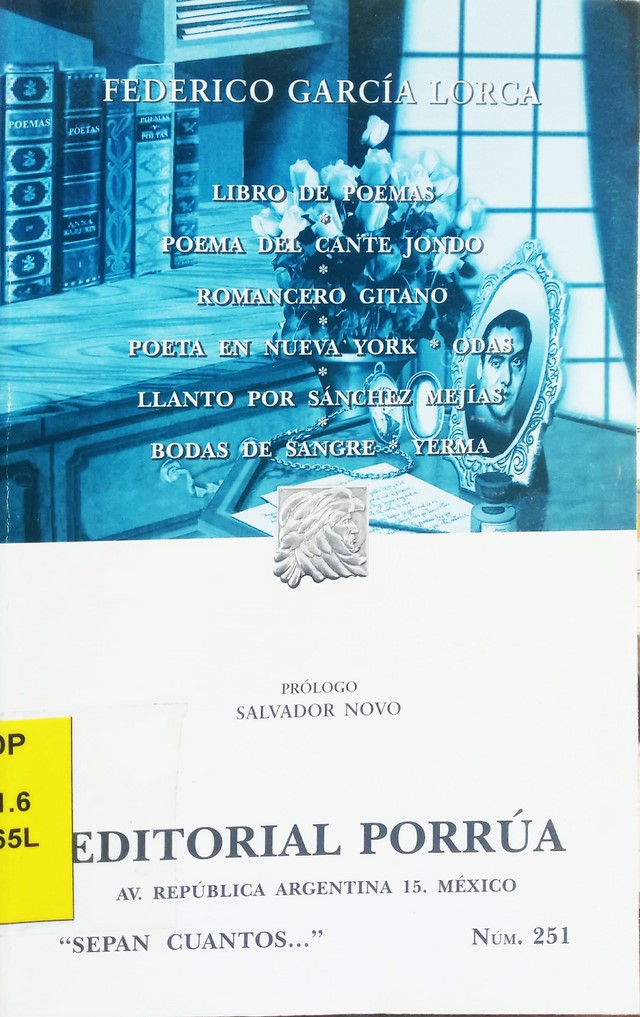 FEDERICO GARCÍA LORCA
POEMAS
POETAS
POEMAS
Y
POETAS
ANNA
KARENIN
LIBRO DE POEMAS
*
POEMA DEL CANTE JONDO
*
ROMANCERO GITANO
*
POETA EN NUEVA YORK * ODAS
*
LLANTO POR SÁNCHEZ MEJÍAS
*
BODAS DE SANGRE * YERMA
PRÓLOGO
SALVADOR NOVO
OP
1.6
65L
EDITORIAL PORRÚA
AV. REPÚBLICA ARGENTINA 15. MÉXICO
“SEPAN CUANTOS...” NÚM. 251